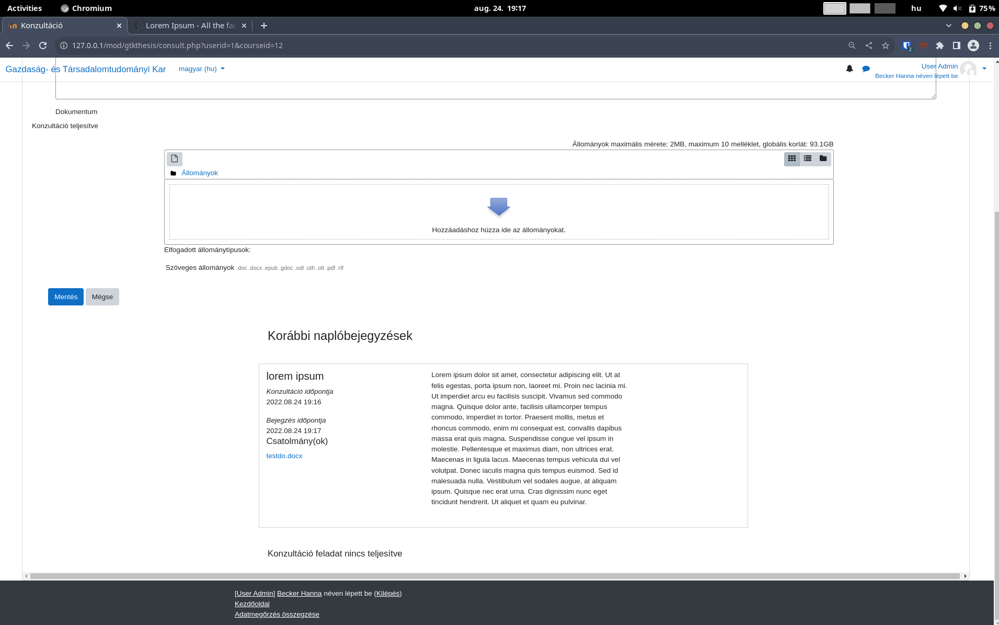 Activities
Chromium
aug. 24. 19:17
hu
75%
Konzultáció
Lorem Ipsum - All the fac
127.0.0.1/mod/gtkthesis/consult.php?userid=1&courseid=12
2
Gazdaság- és Társadalomtudományi Kar
magyar (hu)
User Admin
Becker Hanna néven lépett be
Dokumentum
Konzultáció teljesítve
Állományok maximális mérete: 2MB, maximum 10 melléklet, globális korlát: 93.1GB
Állományok
Hozzáadáshoz húzza ide az állományokat.
Elfogadott állománytípusok:
Szöveges állományok .doc .docx .epub .gdoc .odt .oth .ott .pdf .rtf
Mentés
Mégse
Korábbi naplóbejegyzések
lorem ipsum
Konzultáció időpontja
2022.08.24 19:16
Bejegzés időpontja
2022.08.24 19:17
Csatolmány(ok)
testdo.docx
Lorem ipsum dolor sit amet, consectetur adipiscing elit. Ut at
felis egestas, porta ipsum non, laoreet mi. Proin nec lacinia mi.
Ut imperdiet arcu eu facilisis suscipit. Vivamus sed commodo
magna. Quisque dolor ante, facilisis ullamcorper tempus
commodo, imperdiet in tortor. Praesent mollis, metus et
rhoncus commodo, enim mi consequat est, convallis dapibus
massa erat quis magna. Suspendisse congue vel ipsum in
molestie. Pellentesque et maximus diam, non ultrices erat.
Maecenas in ligula lacus. Maecenas tempus vehicula dui vel
volutpat. Donec iaculis magna quis tempus euismod. Sed id
malesuada nulla. Vestibulum vel sodales augue, at aliquam
ipsum. Quisque nec erat urna. Cras dignissim nunc eget
tincidunt hendrerit. Ut aliquet et quam eu pulvinar.
Konzultáció feladat nincs teljesítve
[User Admin] Becker Hanna néven lépett be (Kilépés)
Kezdőoldal
Adatmegőrzés összegzése